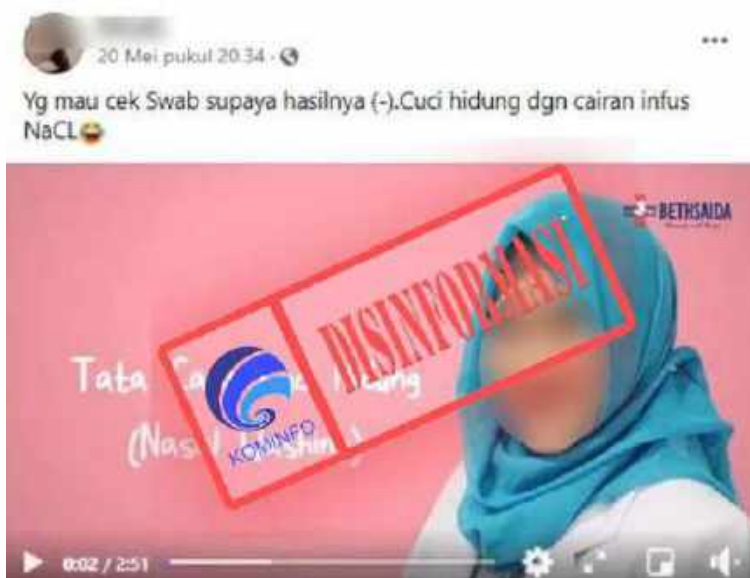 20 Mei pukul 20.34
Yg mau cek Swab supaya hasilnya (-).Cuci hidung dgn cairan infus
NaCL
BETHSAIDA
DISINFORMASI
Tata
KOMINFO
0:02 / 2:51